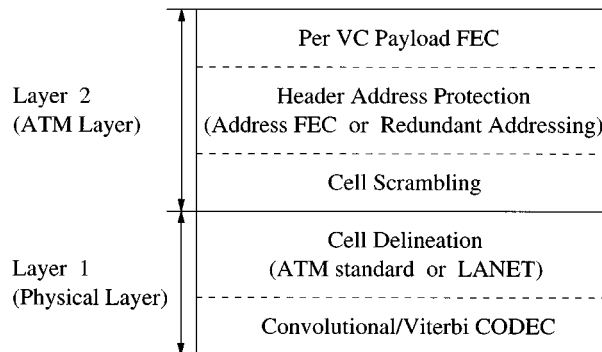 Per VC Payload FEC
Layer 2
(ATM Layer)
Header Address Protection
(Address FEC or Redundant Addressing)
Cell Scrambling
Layer 1
(Physical Layer)
Cell Delineation
(ATM standard or LANET)
Convolutional/Viterbi CODEC